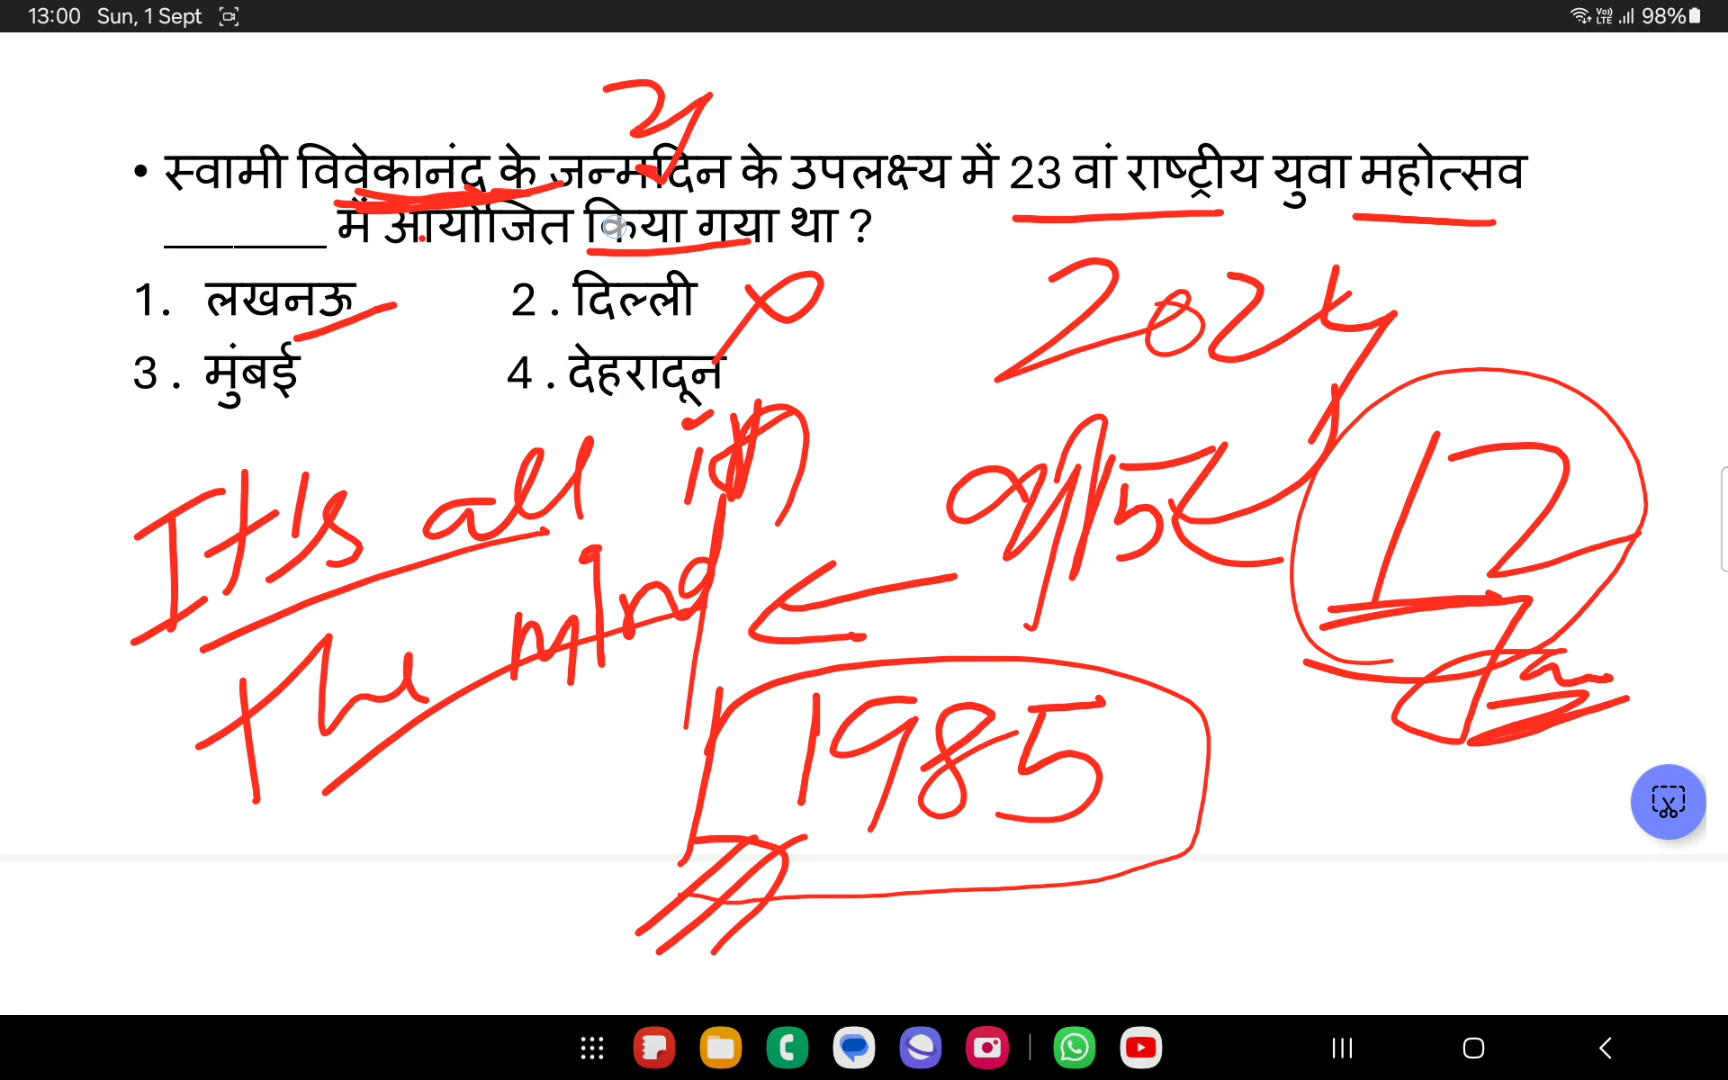 13:00 Sun, 1 Sept 98%
• स्वामी विवेकानंद के जन्मदिन के उपलक्ष्य में 23 वां राष्ट्रीय युवा महोत्सव
_______ में आयोजित किया गया था ?
1. लखनऊ 2 . दिल्ली
3 . मुंबई 4 . देहरादून
2024
12
It's all in
the mind
1985